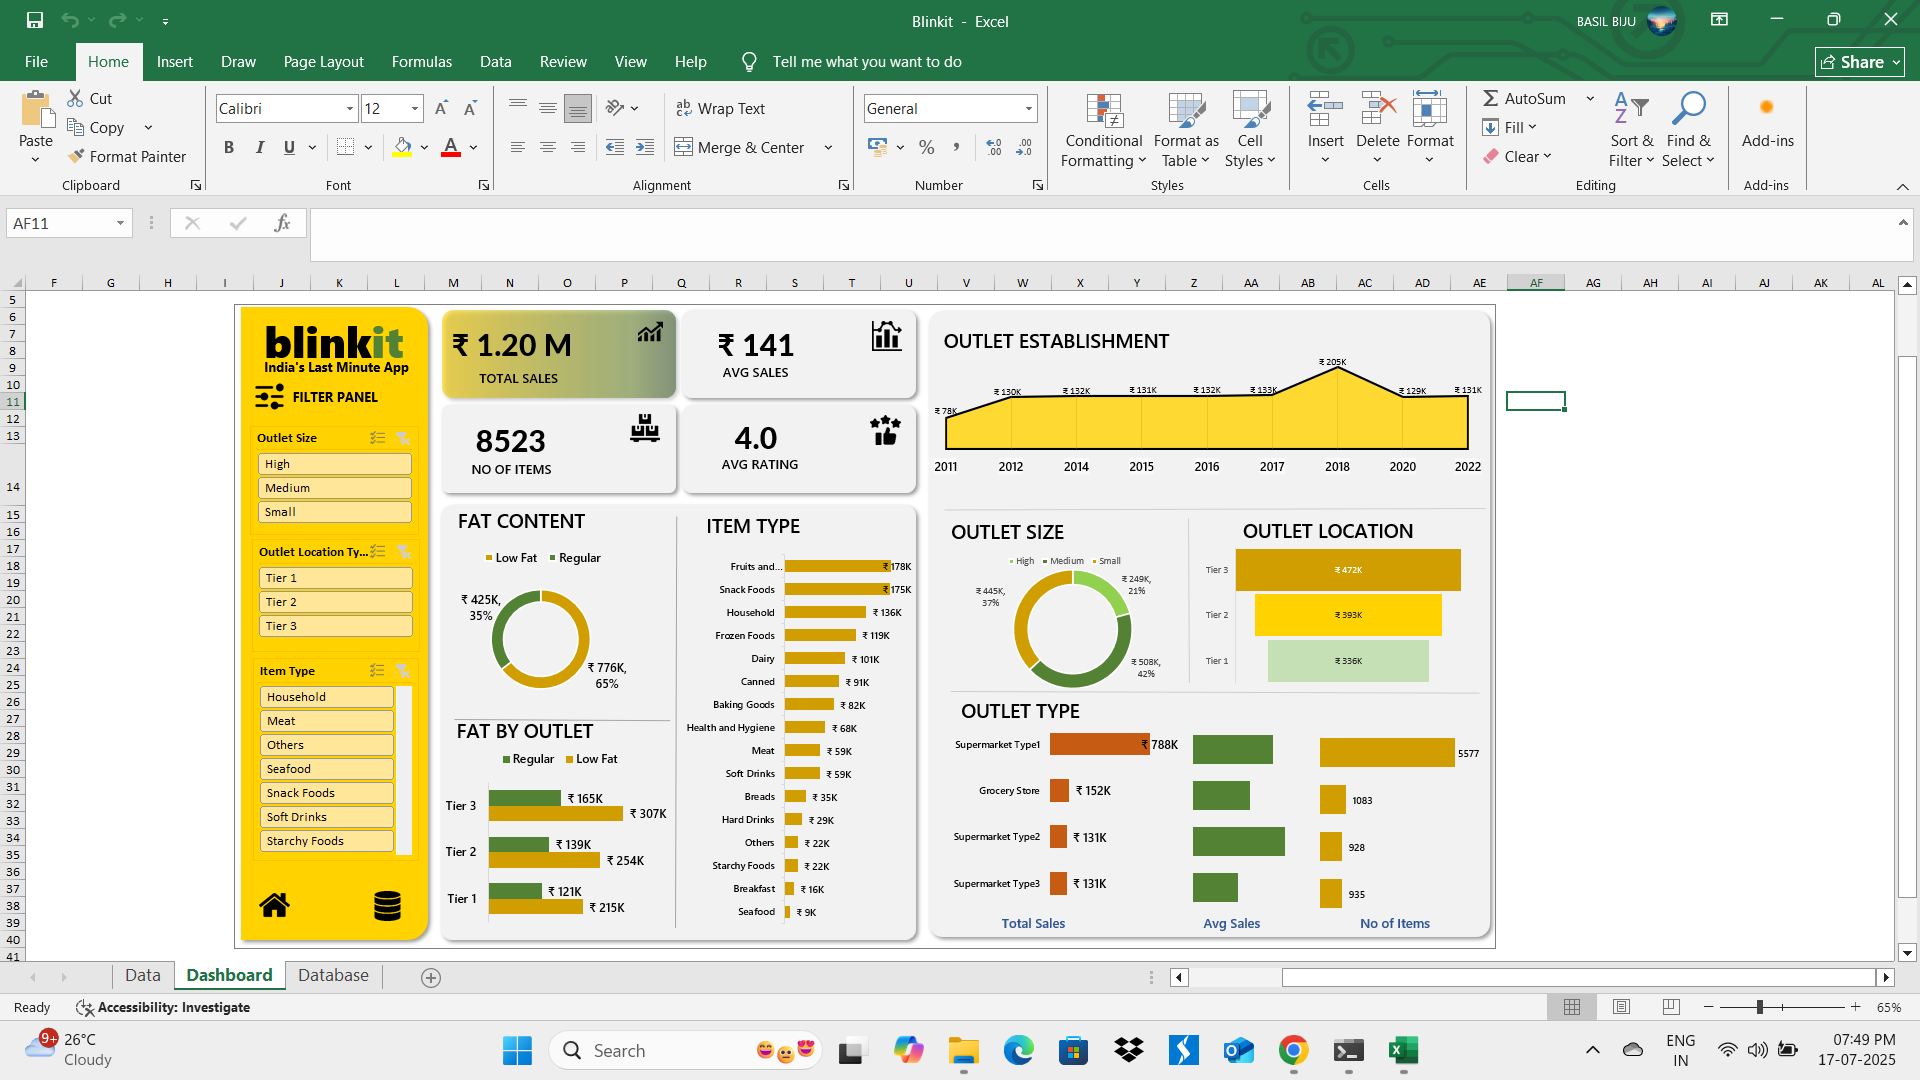 Blinkit - Excel
BASIL BIJU
File Home Insert Draw Page Layout Formulas Data Review View Help Tell me what you want to do
Share
Paste
Cut
Copy
Format Painter
Clipboard
Calibri 12
B I U
Font
ab Wrap Text
Merge & Center
Alignment
General
Number
Conditional Formatting
Format as Table
Cell Styles
Styles
Insert Delete Format
Cells
AutoSum
Fill
Clear
Sort & Filter
Find & Select
Editing
Add-ins
Add-ins
AF11
fx
F G H I J K L M N O P Q R S T U V W X Y Z AA AB AC AD AE AF AG AH AI AJ AK AL
5
6
7
8
9
10
11
12
13
14
15
16
17
18
19
20
21
22
23
24
25
26
27
28
29
30
31
32
33
34
35
36
37
38
39
40
41
blinkit
India's Last Minute App
FILTER PANEL
Outlet Size
High
Medium
Small
Outlet Location Ty...
Tier 1
Tier 2
Tier 3
Item Type
Household
Meat
Others
Seafood
Snack Foods
Soft Drinks
Starchy Foods
₹ 1.20 M
TOTAL SALES
₹ 141
AVG SALES
8523
NO OF ITEMS
4.0
AVG RATING
FAT CONTENT
Low Fat Regular
₹ 425K, 35%
₹ 776K, 65%
FAT BY OUTLET
Regular Low Fat
Tier 3 ₹ 165K
₹ 307K
Tier 2 ₹ 139K
₹ 254K
Tier 1 ₹ 121K
₹ 215K
ITEM TYPE
Fruits and... ₹ 178K
Snack Foods ₹ 175K
Household ₹ 136K
Frozen Foods ₹ 119K
Dairy ₹ 101K
Canned ₹ 91K
Baking Goods ₹ 82K
Health and Hygiene ₹ 68K
Meat ₹ 59K
Soft Drinks ₹ 59K
Breads ₹ 35K
Hard Drinks ₹ 29K
Others ₹ 22K
Starchy Foods ₹ 22K
Breakfast ₹ 16K
Seafood ₹ 9K
OUTLET ESTABLISHMENT
₹ 78K ₹ 130K ₹ 132K ₹ 131K ₹ 132K ₹ 133K ₹ 205K ₹ 129K ₹ 131K
2011 2012 2014 2015 2016 2017 2018 2020 2022
OUTLET SIZE
High Medium Small
₹ 249K, 21%
₹ 445K, 37%
₹ 508K, 42%
OUTLET LOCATION
Tier 3 ₹ 472K
Tier 2 ₹ 393K
Tier 1 ₹ 336K
OUTLET TYPE
Supermarket Type1 ₹ 788K 5577
Grocery Store ₹ 152K 1083
Supermarket Type2 ₹ 131K 928
Supermarket Type3 ₹ 131K 935
Total Sales Avg Sales No of Items
Data Dashboard Database
Ready Accessibility: Investigate 65%
9+
26°C
Cloudy
Search
ENG
IN
07:49 PM
17-07-2025